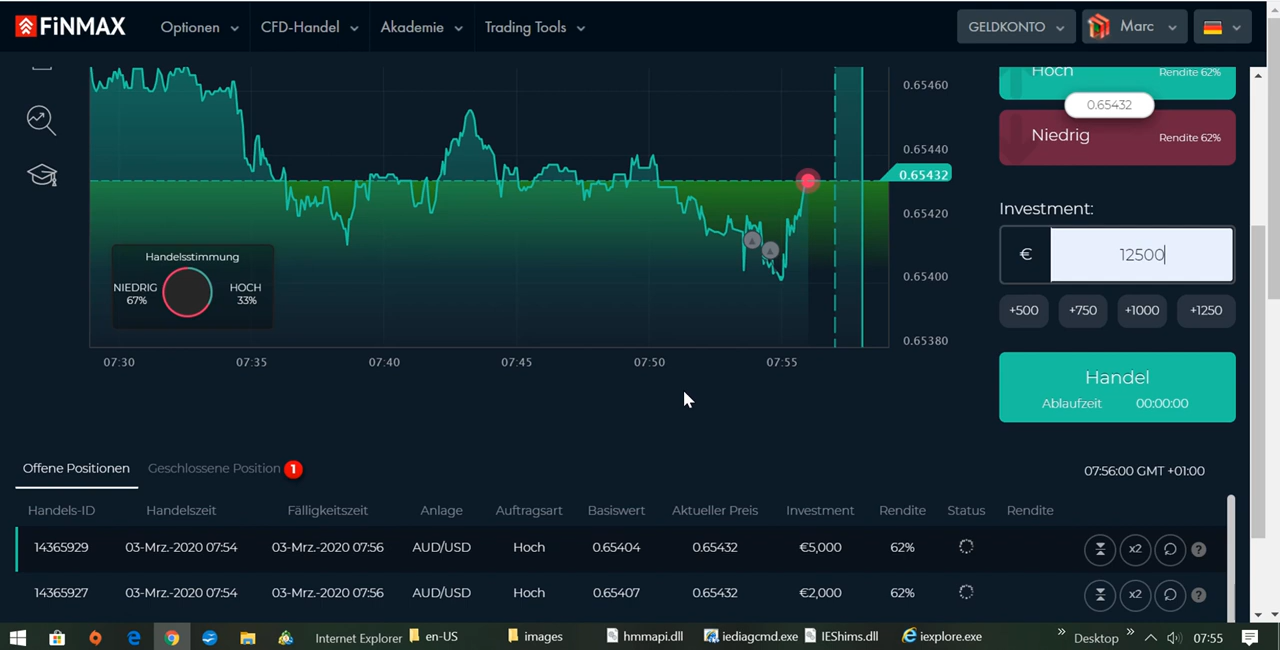 FiNMAX Optionen CFD-Handel Akademie Trading Tools GELDKONTO Marc
Hoch Rendite 62%
0.65432
Niedrig Rendite 62%
0.65460
0.65440
0.65432
0.65420
0.65400
0.65380
Handelsstimmung
NIEDRIG
67%
HOCH
33%
07:30 07:35 07:40 07:45 07:50 07:55
Investment:
€ 12500
+500 +750 +1000 +1250
Handel
Ablaufzeit 00:00:00
Offene Positionen Geschlossene Position 1 07:56:00 GMT +01:00
Handels-ID Handelszeit Fälligkeitszeit Anlage Auftragsart Basiswert Aktueller Preis Investment Rendite Status Rendite
14365929 03-Mrz.-2020 07:54 03-Mrz.-2020 07:56 AUD/USD Hoch 0.65404 0.65432 €5,000 62% x2 ?
14365927 03-Mrz.-2020 07:54 03-Mrz.-2020 07:56 AUD/USD Hoch 0.65407 0.65432 €2,000 62% x2 ?
Internet Explorer en-US images hmmapi.dll iediagcmd.exe IEShims.dll iexplore.exe » Desktop » 07:55